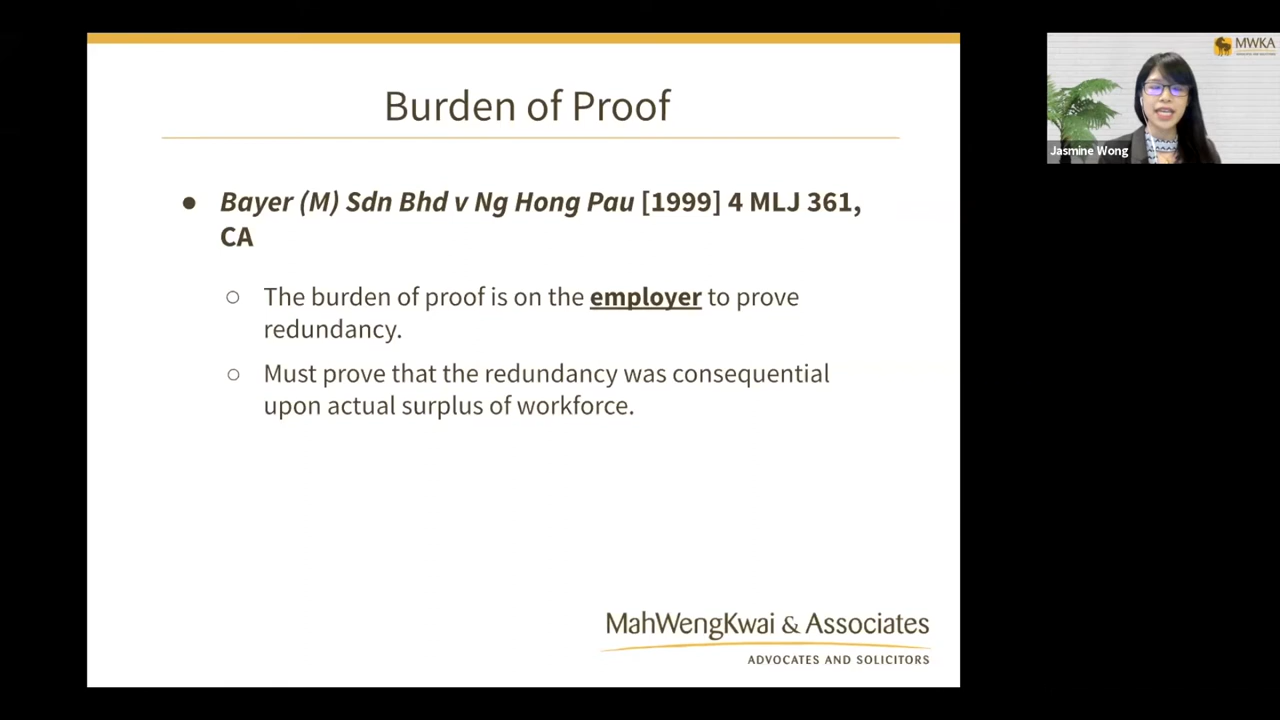 Burden of Proof
● Bayer (M) Sdn Bhd v Ng Hong Pau [1999] 4 MLJ 361,
CA
○ The burden of proof is on the employer to prove
redundancy.
○ Must prove that the redundancy was consequential
upon actual surplus of workforce.
MahWengKwai & Associates
ADVOCATES AND SOLICITORS
MWKA
Jasmine Wong